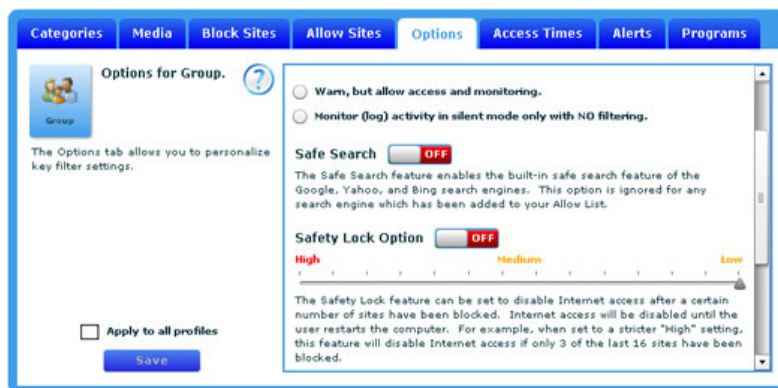 Categories
Media
Block Sites
Allow Sites
Options
Access Times
Alerts
Programs
Options for Group.
?
Group
The Options tab allows you to personalize
key filter settings.
Apply to all profiles
Save
Warn, but allow access and monitoring.
Monitor (log) activity in silent mode only with NO filtering.
Safe Search OFF
The Safe Search feature enables the built-in safe search feature of the
Google, Yahoo, and Bing search engines. This option is ignored for any
search engine which has been added to your Allow List.
Safety Lock Option OFF
High Medium Low
The Safety Lock feature can be set to disable Internet access after a certain
number of sites have been blocked. Internet access will be disabled until the
user restarts the computer. For example, when set to a stricter "High" setting,
this feature will disable Internet access if only 3 of the last 16 sites have been
blocked.